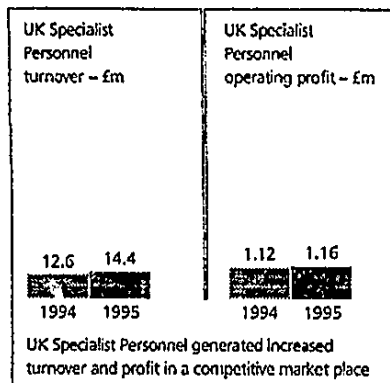 UK Specialist
Personnel
turnover – £m
12.6 14.4
1994 1995
UK Specialist
Personnel
operating profit – £m
1.12 1.16
1994 1995
UK Specialist Personnel generated increased
turnover and profit in a competitive market place